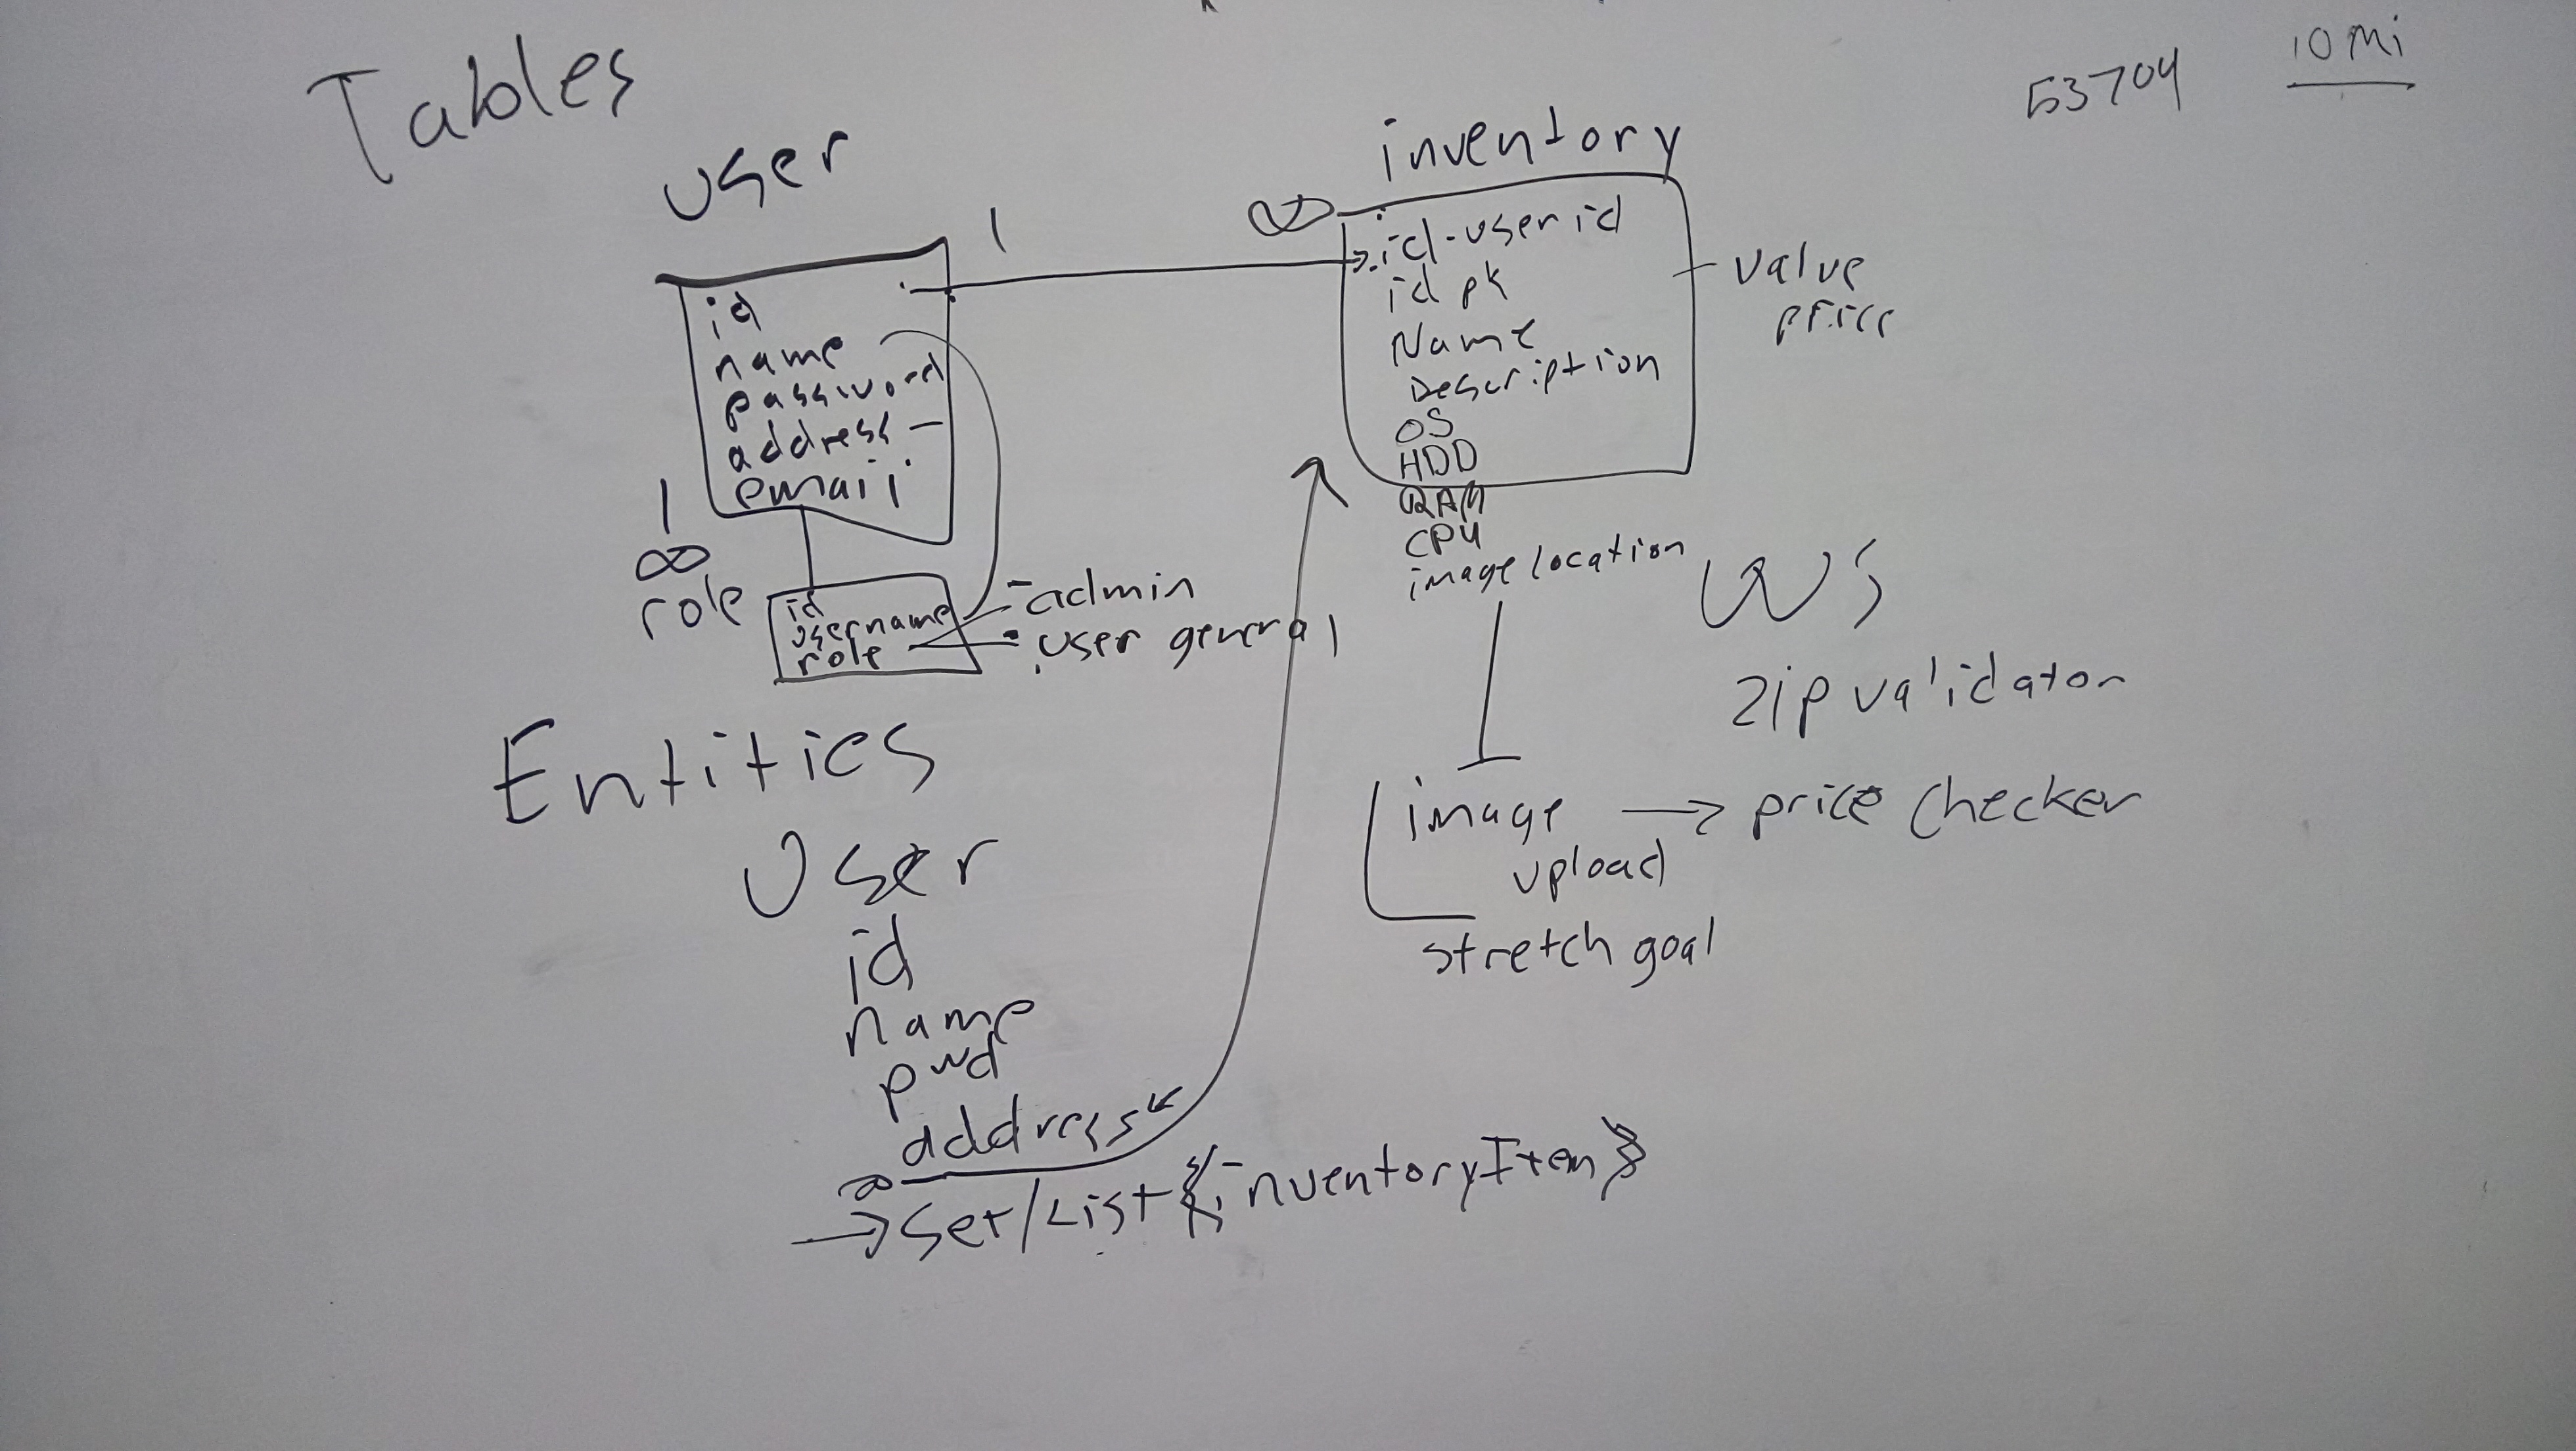 Tables
53704
10 Mi
user
1
id
name
password
address -
email
1
∞
role
id
username
role
- admin
user general
inventory
∞
id - user id
id pk
Name
Description
OS
HDD
RAM
CPU
image location
value
price
WS
zip validator
image
upload
→ price checker
stretch goal
Entities
User
id
name
pwd
address
∞
→ Set/List <inventoryItem>